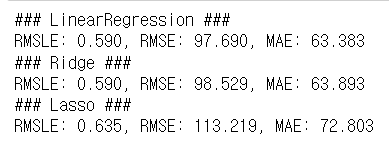 ### LinearRegression ###
RMSLE: 0.590, RMSE: 97.690, MAE: 63.383
### Ridge ###
RMSLE: 0.590, RMSE: 98.529, MAE: 63.893
### Lasso ###
RMSLE: 0.635, RMSE: 113.219, MAE: 72.803